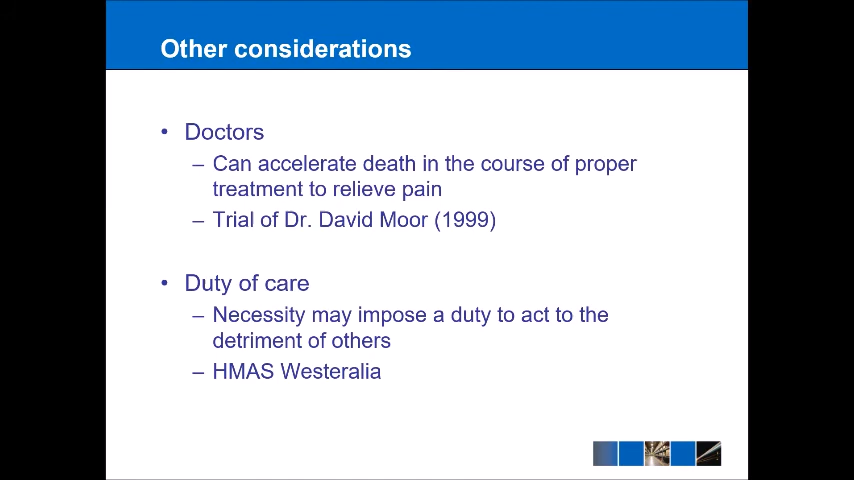 Other considerations
• Doctors
– Can accelerate death in the course of proper
treatment to relieve pain
– Trial of Dr. David Moor (1999)
• Duty of care
– Necessity may impose a duty to act to the
detriment of others
– HMAS Westeralia